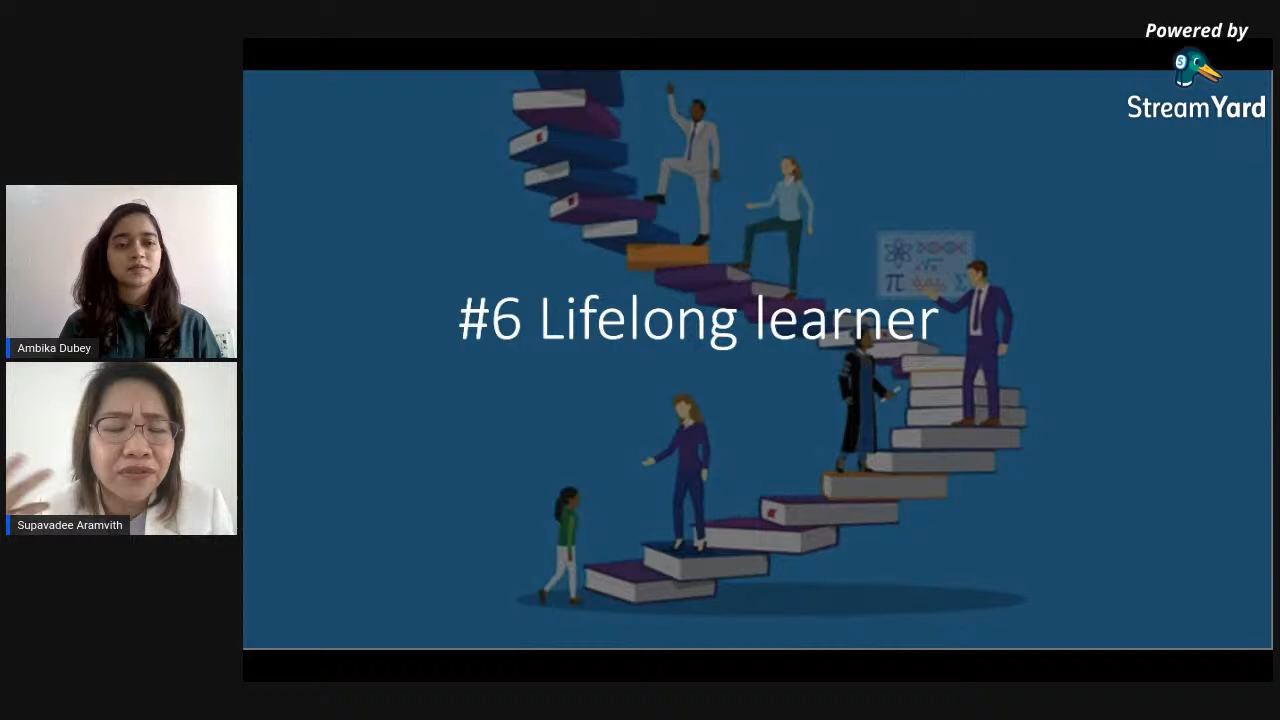 Powered by
StreamYard
#6 Lifelong learner
π
Σ
Ambika Dubey
Supavadee Aramvith